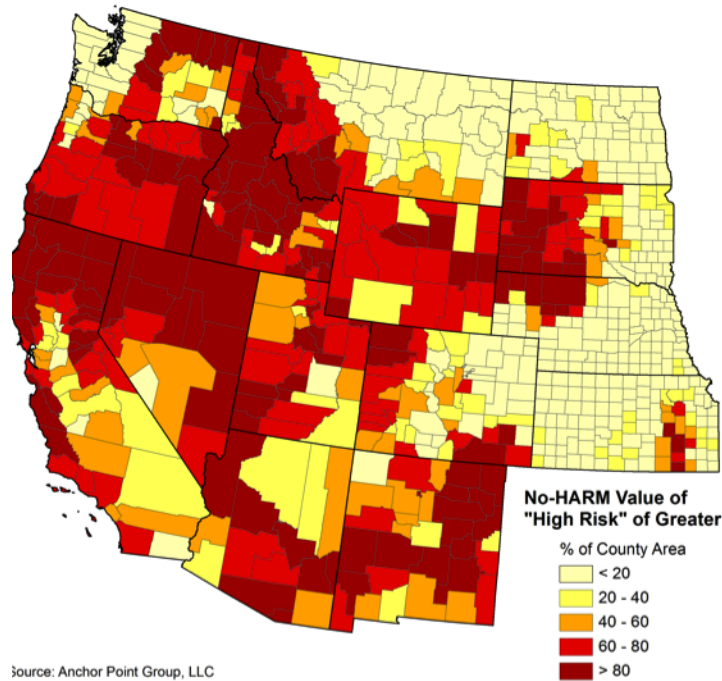 No-HARM Value of
"High Risk" of Greater
% of County Area
< 20
20 - 40
40 - 60
60 - 80
> 80
Source: Anchor Point Group, LLC